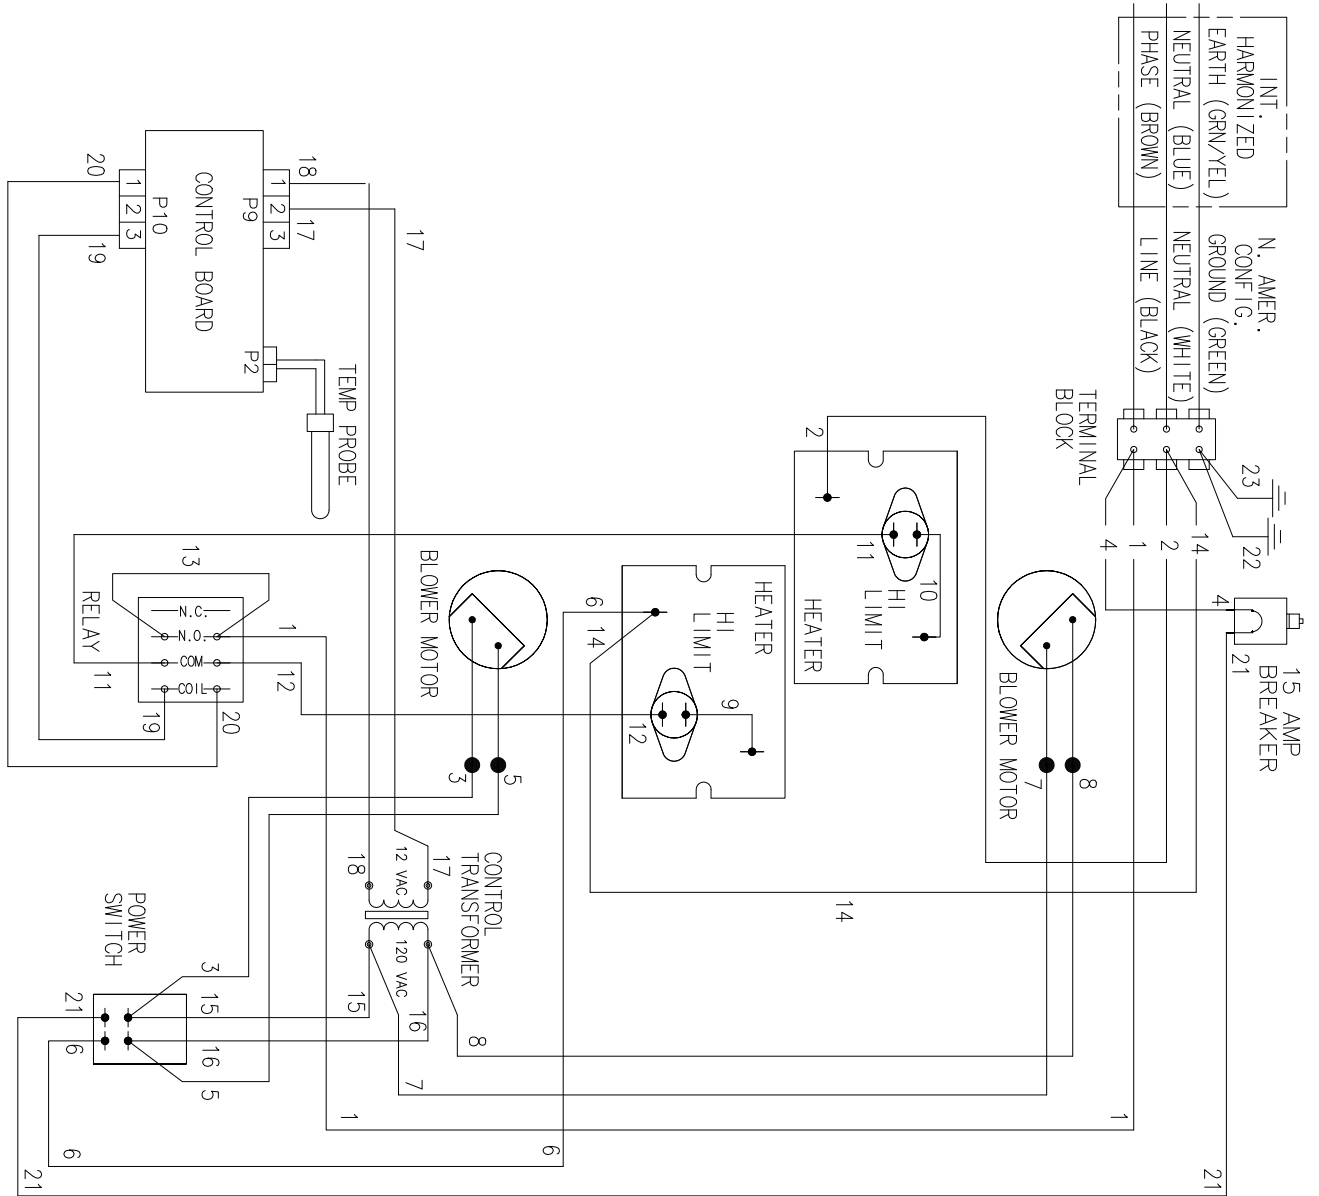 INT.
HARMONIZED
EARTH (GRN/YEL)
NEUTRAL (BLUE)
PHASE (BROWN)
N. AMER.
CONFIG.
GROUND (GREEN)
NEUTRAL (WHITE)
LINE (BLACK)
TERMINAL
BLOCK
23
22
14
2
1
4
4
21
15 AMP
BREAKER
2
11
10
HI
LIMIT
HEATER
BLOWER MOTOR
7
8
HEATER
HI
LIMIT
6
14
9
12
14
BLOWER MOTOR
3
5
18
17
17
1
2
3
P9
CONTROL BOARD
P10
1
2
3
20
19
P2
TEMP PROBE
13
N.C.
N.O.
COM
COIL
RELAY
1
12
11
19
20
CONTROL
TRANSFORMER
17
18
12 VAC
120 VAC
15
16
8
7
POWER
SWITCH
3
15
16
5
21
6
1
1
6
6
21
21